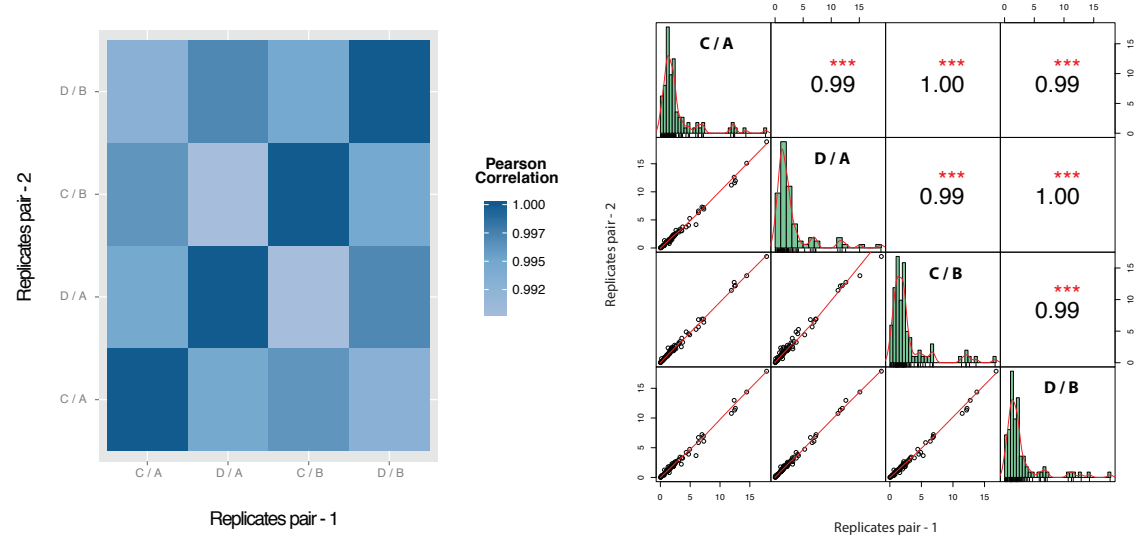 D / B
C / B
D / A
C / A
Replicates pair - 2
C / A
D / A
C / B
D / B
Replicates pair - 1
Pearson
Correlation
1.000
0.997
0.995
0.992
0 5 10 15
0 5 10 15
C / A
***
0.99
***
1.00
***
0.99
0 5 10 15
0 5 10 15
D / A
***
0.99
***
1.00
C / B
***
0.99
0 5 10 15
0 5 10 15
D / B
0 5 10 15
0 5 10 15
Replicates pair - 2
Replicates pair - 1